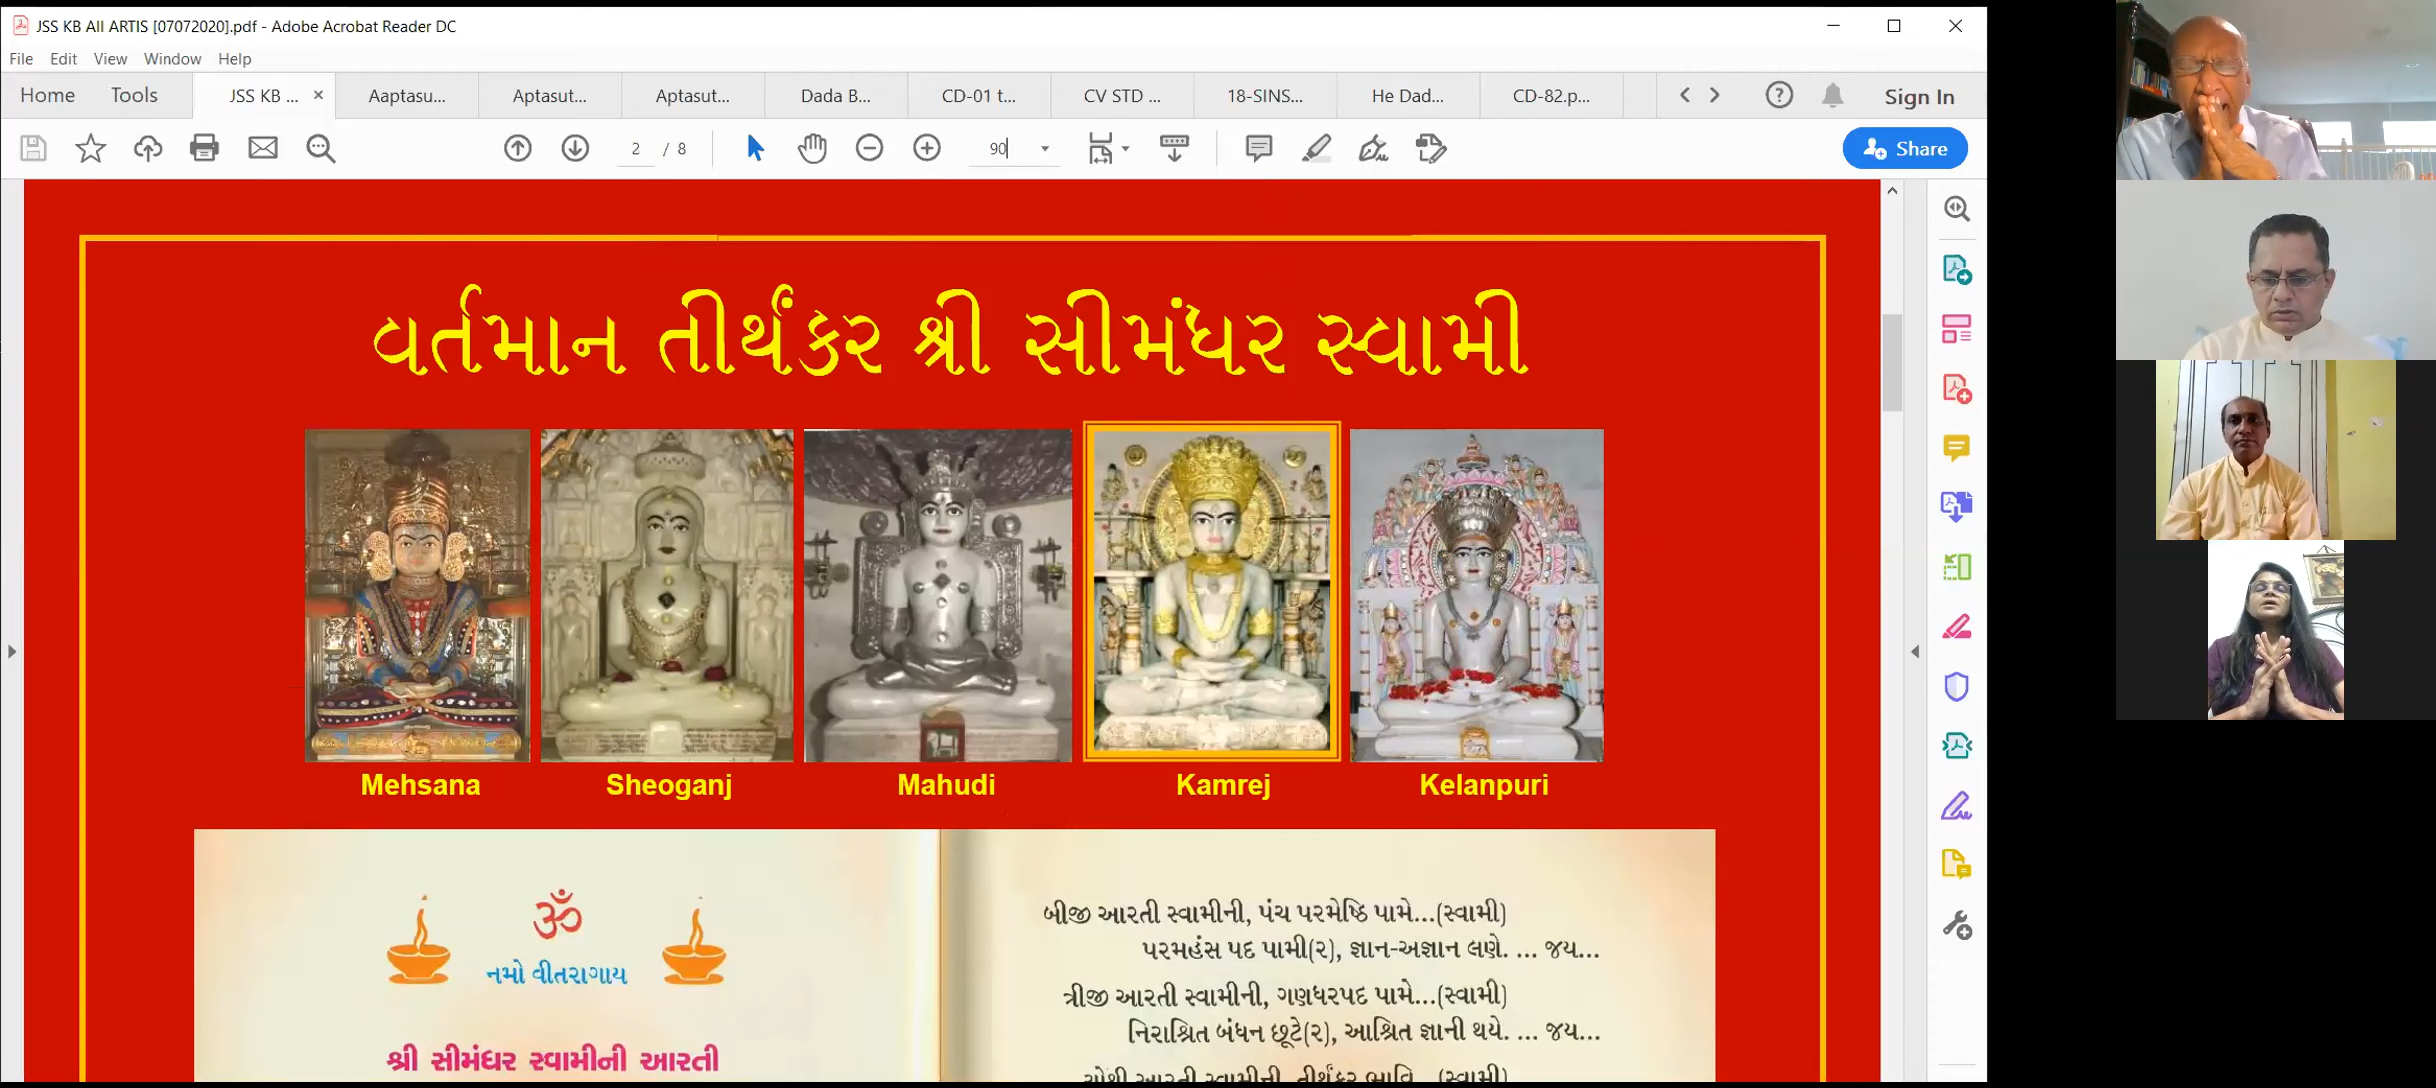 JSS KB All ARTIS [07072020].pdf - Adobe Acrobat Reader DC
File Edit View Window Help
Home Tools JSS KB ... × Aaptasu... Aptasut... Aptasut... Dada B... CD-01 t... CV STD ... 18-SINS... He Dad... CD-82.p... Sign In
2 / 8 90 Share
વર્તમાન તીર્થંકર શ્રી સીમંધર સ્વામી
Mehsana Sheoganj Mahudi Kamrej Kelanpuri
ૐ
નમો વીતરાગાય
શ્રી સીમંધર સ્વામીની આરતી
બીજી આરતી સ્વામીની, પંચ પરમેષ્ઠિ પામે...(સ્વામી)
પરમહંસ પદ પામી(ર), જ્ઞાન-અજ્ઞાન લણે. ... જય...
ત્રીજી આરતી સ્વામીની, ગણધરપદ પામે...(સ્વામી)
નિરાશ્રિત બંધન છૂટે(ર), આશ્રિત જ્ઞાની થયે. ... જય...